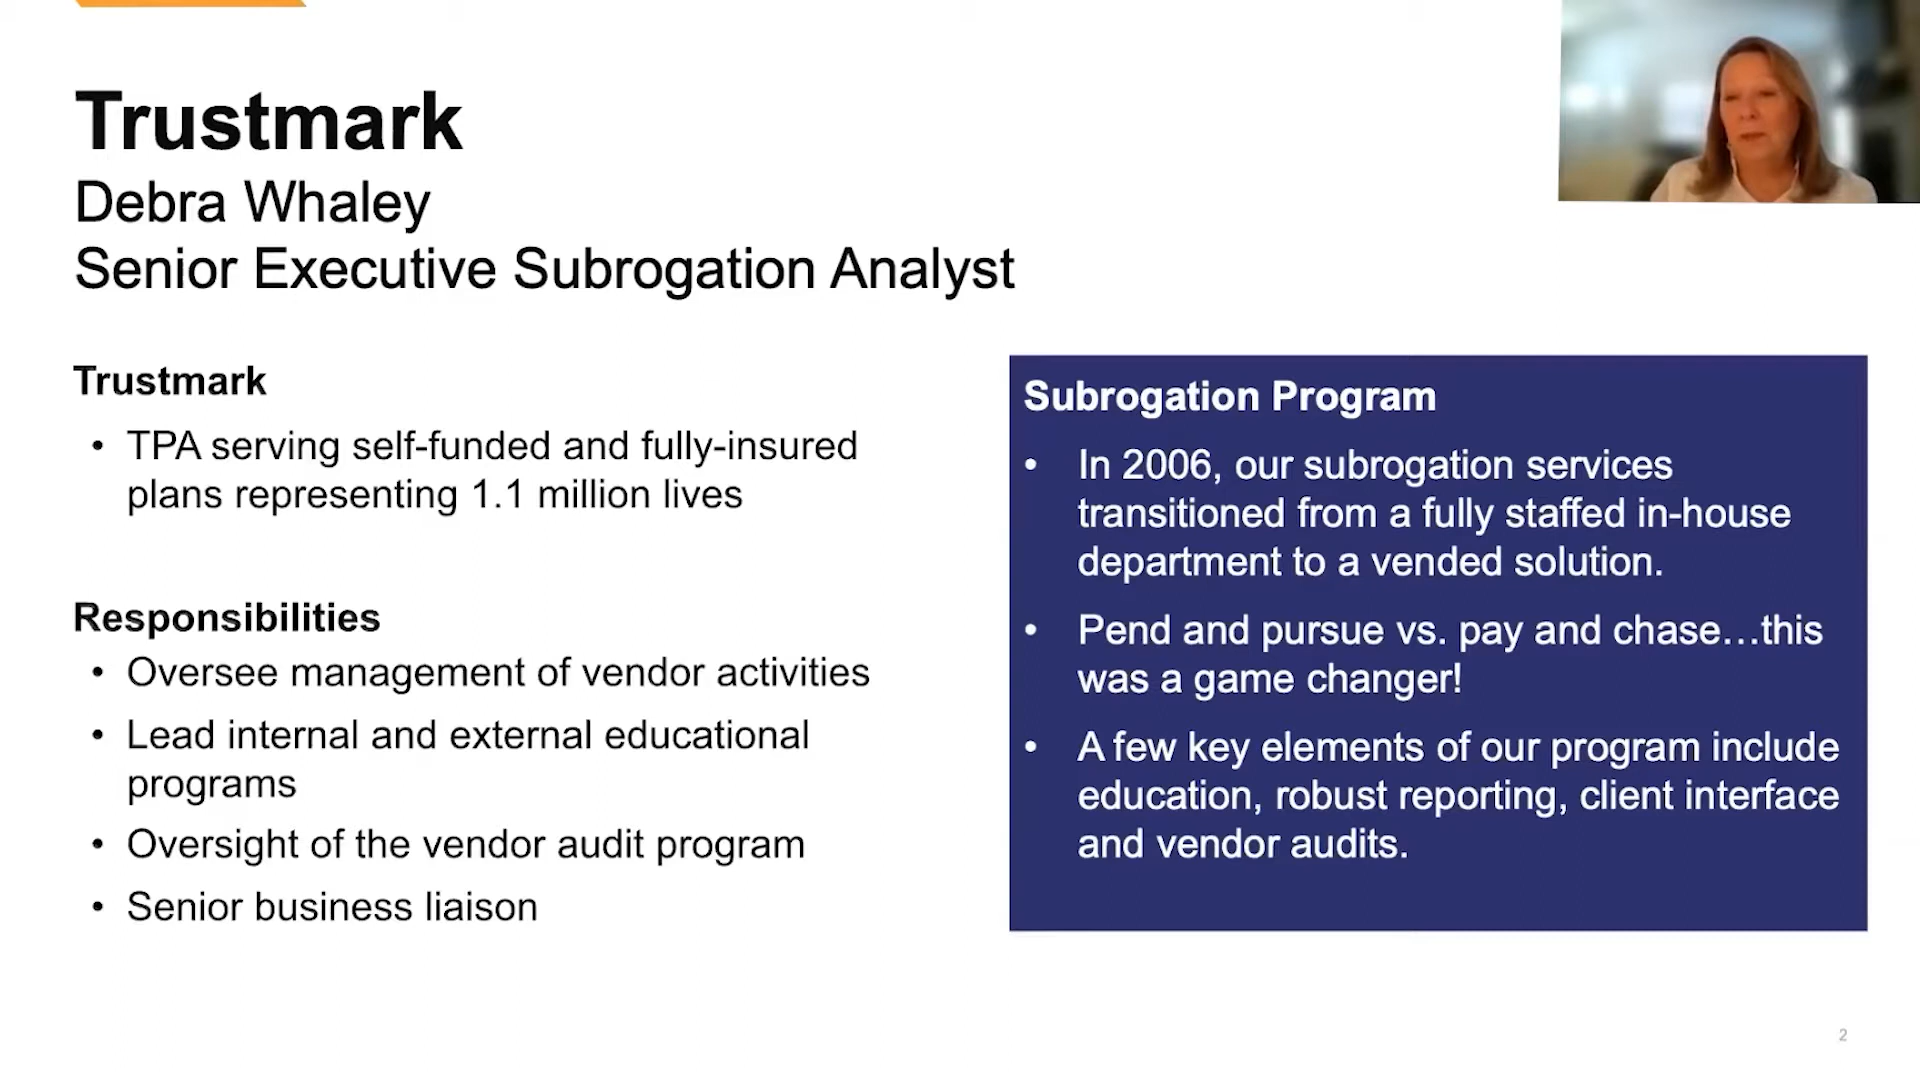 Trustmark
Debra Whaley
Senior Executive Subrogation Analyst
Trustmark
• TPA serving self-funded and fully-insured
plans representing 1.1 million lives
Responsibilities
• Oversee management of vendor activities
• Lead internal and external educational
programs
• Oversight of the vendor audit program
• Senior business liaison
Subrogation Program
• In 2006, our subrogation services
transitioned from a fully staffed in-house
department to a vended solution.
• Pend and pursue vs. pay and chase…this
was a game changer!
• A few key elements of our program include
education, robust reporting, client interface
and vendor audits.
2